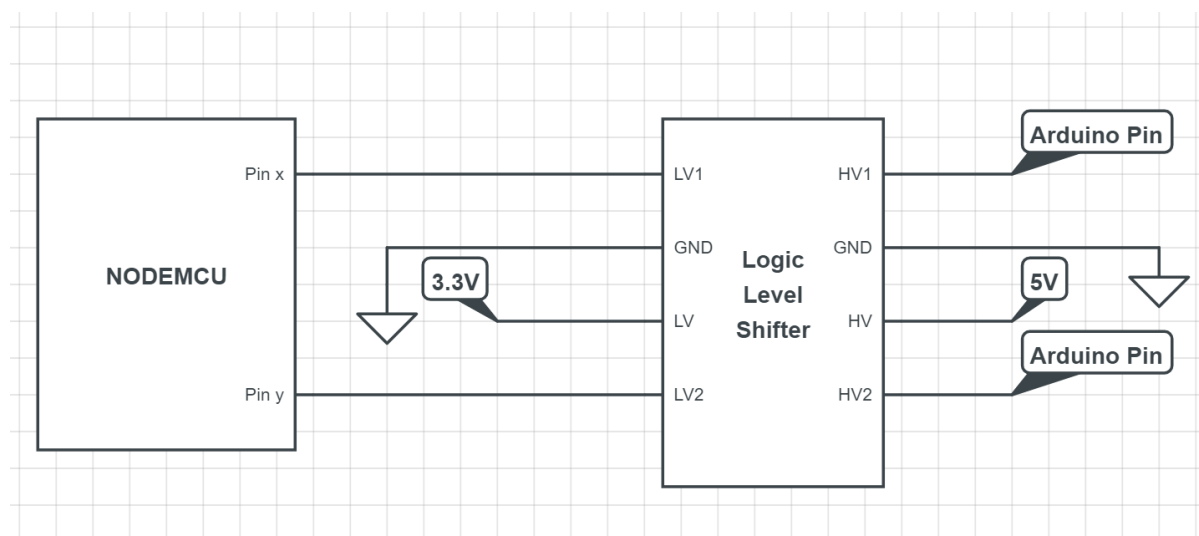 Arduino Pin
Pin x
LV1
HV1
GND
GND
NODEMCU
Logic
Level
Shifter
3.3V
5V
LV
HV
Arduino Pin
Pin y
LV2
HV2